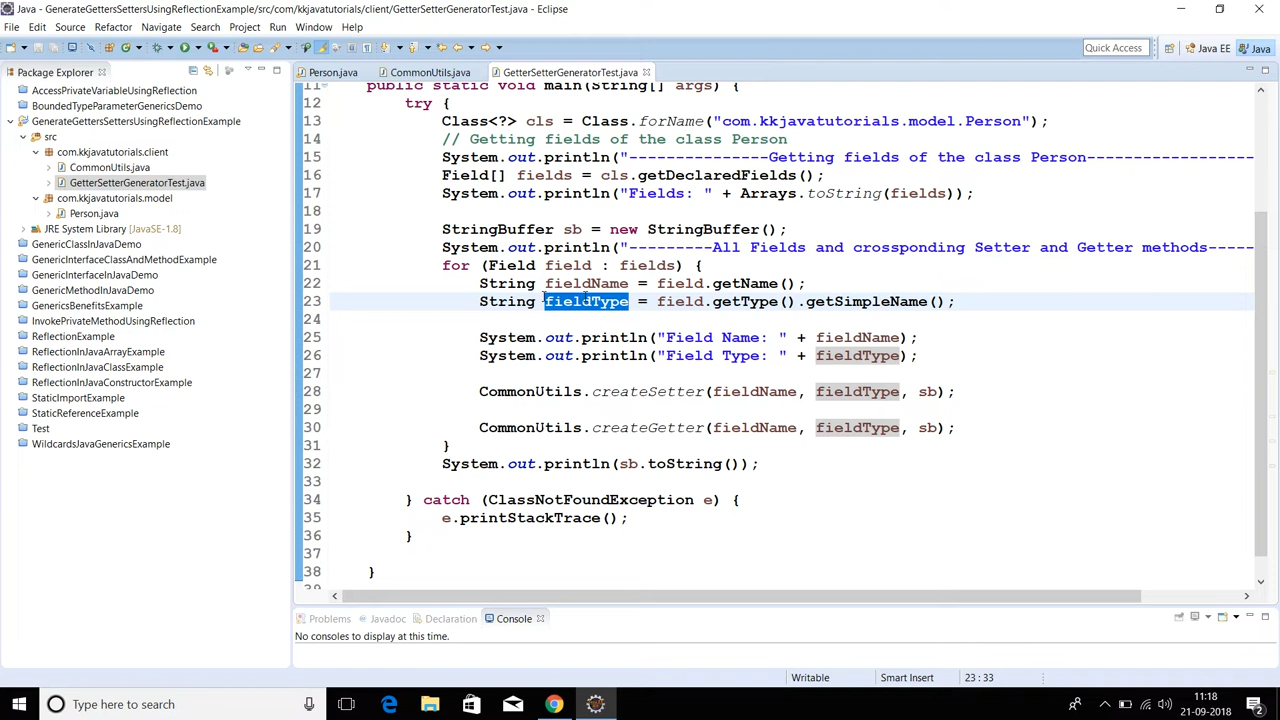 Java - GenerateGettersSettersUsingReflectionExample/src/com/kkjavatutorials/client/GetterSetterGeneratorTest.java - Eclipse
File Edit Source Refactor Navigate Search Project Run Window Help
Quick Access Java EE Java
Package Explorer
Person.java CommonUtils.java GetterSetterGeneratorTest.java
AccessPrivateVariableUsingReflection
BoundedTypeParameterGenericsDemo
GenerateGettersSettersUsingReflectionExample
src
com.kkjavatutorials.client
CommonUtils.java
GetterSetterGeneratorTest.java
com.kkjavatutorials.model
Person.java
JRE System Library [JavaSE-1.8]
GenericClassInJavaDemo
GenericInterfaceClassAndMethodExample
GenericInterfaceInJavaDemo
GenericMethodInJavaDemo
GenericsBenefitsExample
InvokePrivateMethodUsingReflection
ReflectionExample
ReflectionInJavaArrayExample
ReflectionInJavaClassExample
ReflectionInJavaConstructorExample
StaticImportExample
StaticReferenceExample
Test
WildcardsJavaGenericsExample
11 public static void main(String[] args) {
12 try {
13 Class<?> cls = Class.forName("com.kkjavatutorials.model.Person");
14 // Getting fields of the class Person
15 System.out.println("---------------Getting fields of the class Person------------------
16 Field[] fields = cls.getDeclaredFields();
17 System.out.println("Fields: " + Arrays.toString(fields));
18
19 StringBuffer sb = new StringBuffer();
20 System.out.println("---------All Fields and crossponding Setter and Getter methods-----
21 for (Field field : fields) {
22 String fieldName = field.getName();
23 String fieldType = field.getType().getSimpleName();
24
25 System.out.println("Field Name: " + fieldName);
26 System.out.println("Field Type: " + fieldType);
27
28 CommonUtils.createSetter(fieldName, fieldType, sb);
29
30 CommonUtils.createGetter(fieldName, fieldType, sb);
31 }
32 System.out.println(sb.toString());
33
34 } catch (ClassNotFoundException e) {
35 e.printStackTrace();
36 }
37
38 }
39
Problems Javadoc Declaration Console
No consoles to display at this time.
Writable Smart Insert 23 : 33
Type here to search
11:18
21-09-2018
2